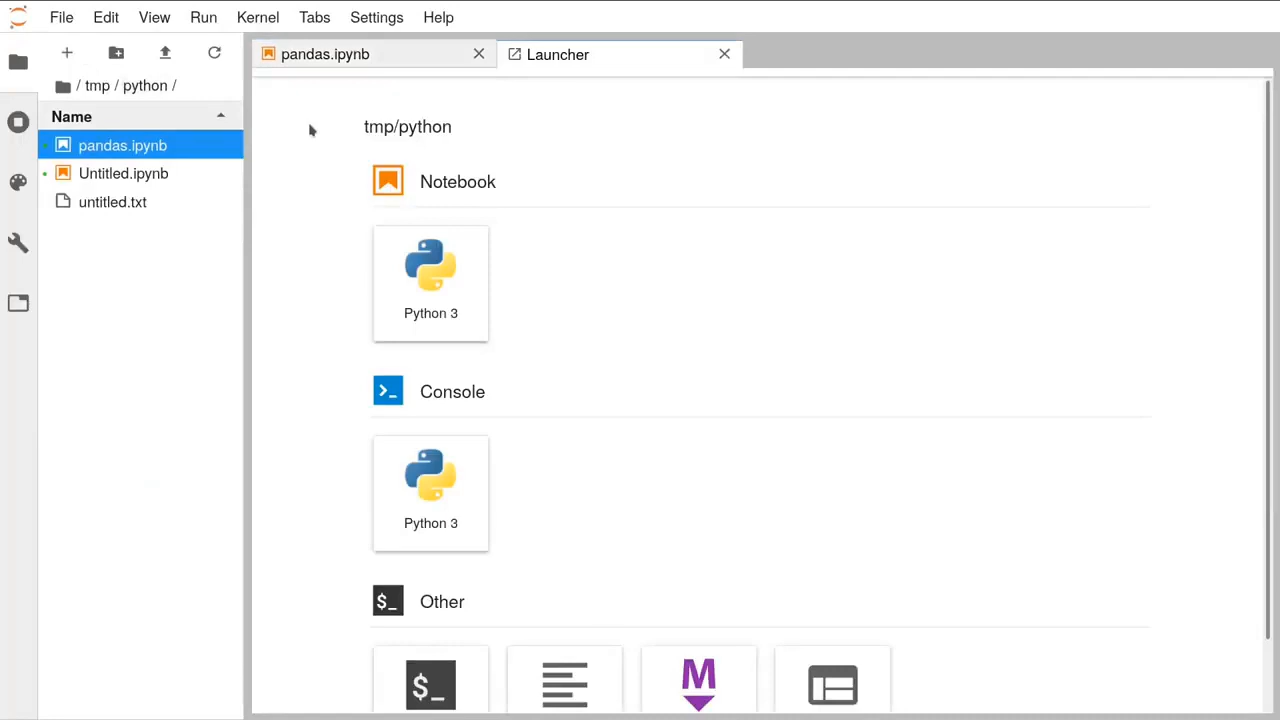 File Edit View Run Kernel Tabs Settings Help
pandas.ipynb Launcher
/ tmp / python /
Name
pandas.ipynb
Untitled.ipynb
untitled.txt
tmp/python
Notebook
Python 3
Console
Python 3
$_ Other
$_ M